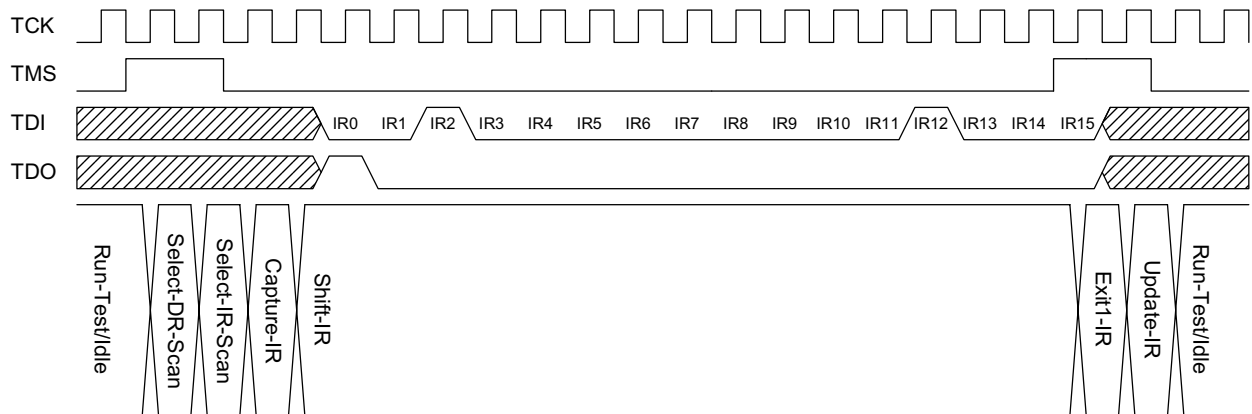 TCK
TMS
TDI IR0 IR1 IR2 IR3 IR4 IR5 IR6 IR7 IR8 IR9 IR10 IR11 IR12 IR13 IR14 IR15
TDO
Run-Test/Idle
Select-DR-Scan
Select-IR-Scan
Capture-IR
Shift-IR
Exit1-IR
Update-IR
Run-Test/Idle